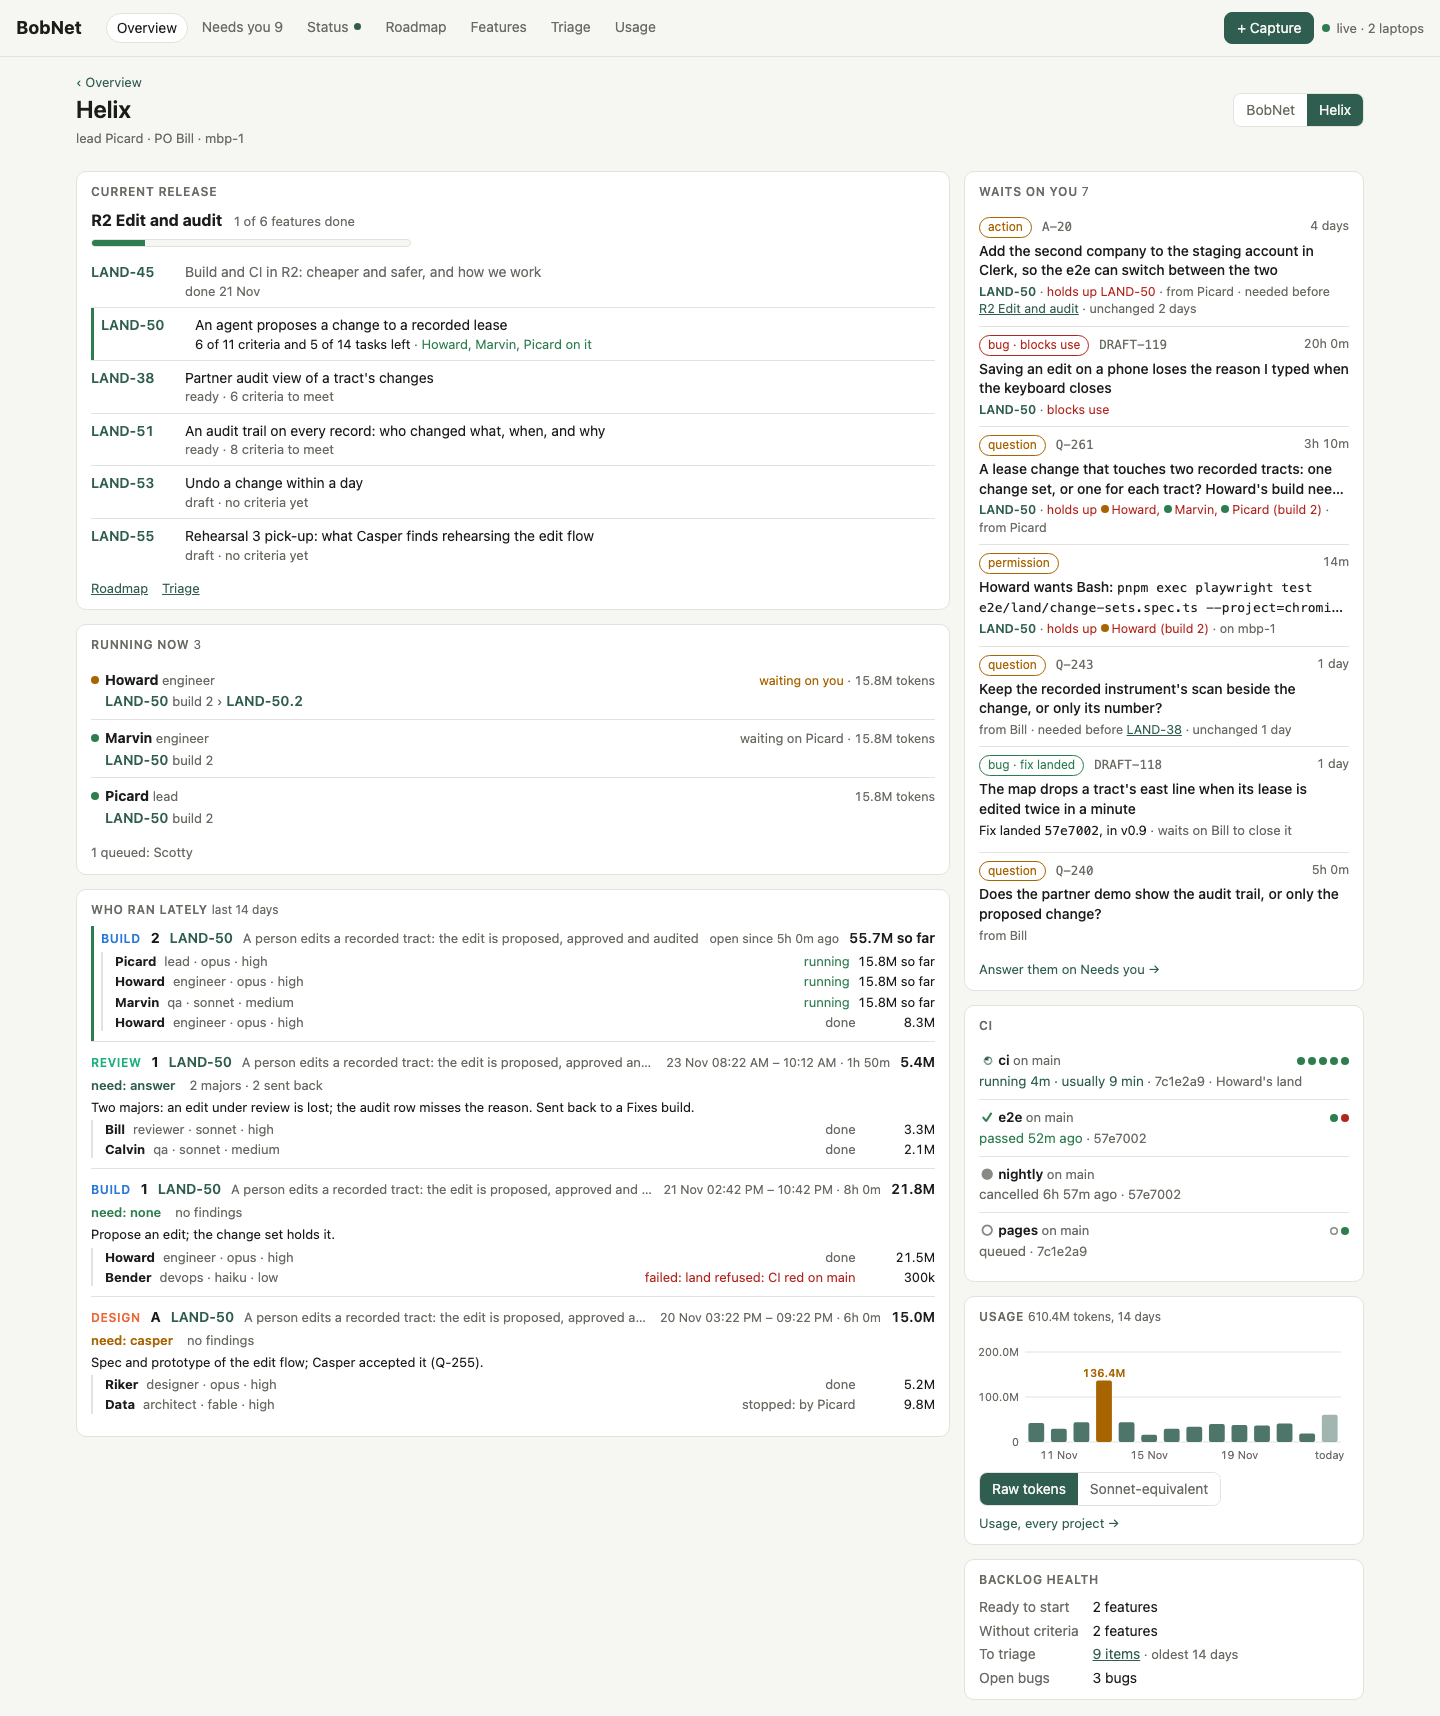 BobNet
Overview
Needs you 9
Status
Roadmap
Features
Triage
Usage
+ Capture
live · 2 laptops
‹ Overview
Helix
lead Picard · PO Bill · mbp-1
BobNet
Helix
CURRENT RELEASE
R2 Edit and audit 1 of 6 features done
LAND-45 Build and CI in R2: cheaper and safer, and how we work
done 21 Nov
LAND-50 An agent proposes a change to a recorded lease
6 of 11 criteria and 5 of 14 tasks left · Howard, Marvin, Picard on it
LAND-38 Partner audit view of a tract's changes
ready · 6 criteria to meet
LAND-51 An audit trail on every record: who changed what, when, and why
ready · 8 criteria to meet
LAND-53 Undo a change within a day
draft · no criteria yet
LAND-55 Rehearsal 3 pick-up: what Casper finds rehearsing the edit flow
draft · no criteria yet
Roadmap Triage
RUNNING NOW 3
Howard engineer waiting on you · 15.8M tokens
LAND-50 build 2 › LAND-50.2
Marvin engineer waiting on Picard · 15.8M tokens
LAND-50 build 2
Picard lead 15.8M tokens
LAND-50 build 2
1 queued: Scotty
WHO RAN LATELY last 14 days
BUILD 2 LAND-50 A person edits a recorded tract: the edit is proposed, approved and audited open since 5h 0m ago 55.7M so far
Picard lead · opus · high running 15.8M so far
Howard engineer · opus · high running 15.8M so far
Marvin qa · sonnet · medium running 15.8M so far
Howard engineer · opus · high done 8.3M
REVIEW 1 LAND-50 A person edits a recorded tract: the edit is proposed, approved an... 23 Nov 08:22 AM – 10:12 AM · 1h 50m 5.4M
need: answer 2 majors · 2 sent back
Two majors: an edit under review is lost; the audit row misses the reason. Sent back to a Fixes build.
Bill reviewer · sonnet · high done 3.3M
Calvin qa · sonnet · medium done 2.1M
BUILD 1 LAND-50 A person edits a recorded tract: the edit is proposed, approved and ... 21 Nov 02:42 PM – 10:42 PM · 8h 0m 21.8M
need: none no findings
Propose an edit; the change set holds it.
Howard engineer · opus · high done 21.5M
Bender devops · haiku · low failed: land refused: CI red on main 300k
DESIGN A LAND-50 A person edits a recorded tract: the edit is proposed, approved a... 20 Nov 03:22 PM – 09:22 PM · 6h 0m 15.0M
need: casper no findings
Spec and prototype of the edit flow; Casper accepted it (Q-255).
Riker designer · opus · high done 5.2M
Data architect · fable · high stopped: by Picard 9.8M
WAITS ON YOU 7
action A-20 4 days
Add the second company to the staging account in
Clerk, so the e2e can switch between the two
LAND-50 · holds up LAND-50 · from Picard · needed before
R2 Edit and audit · unchanged 2 days
bug · blocks use DRAFT-119 20h 0m
Saving an edit on a phone loses the reason I typed when
the keyboard closes
LAND-50 · blocks use
question Q-261 3h 10m
A lease change that touches two recorded tracts: one
change set, or one for each tract? Howard's build nee...
LAND-50 · holds up Howard, Marvin, Picard (build 2) ·
from Picard
permission 14m
Howard wants Bash: pnpm exec playwright test
e2e/land/change-sets.spec.ts --project=chromi...
LAND-50 · holds up Howard (build 2) · on mbp-1
question Q-243 1 day
Keep the recorded instrument's scan beside the
change, or only its number?
from Bill · needed before LAND-38 · unchanged 1 day
bug · fix landed DRAFT-118 1 day
The map drops a tract's east line when its lease is
edited twice in a minute
Fix landed 57e7002, in v0.9 · waits on Bill to close it
question Q-240 5h 0m
Does the partner demo show the audit trail, or only the
proposed change?
from Bill
Answer them on Needs you →
CI
ci on main
running 4m · usually 9 min · 7c1e2a9 · Howard's land
e2e on main
passed 52m ago · 57e7002
nightly on main
cancelled 6h 57m ago · 57e7002
pages on main
queued · 7c1e2a9
USAGE 610.4M tokens, 14 days
200.0M
136.4M
100.0M
0
11 Nov 15 Nov 19 Nov today
Raw tokens Sonnet-equivalent
Usage, every project →
BACKLOG HEALTH
Ready to start 2 features
Without criteria 2 features
To triage 9 items · oldest 14 days
Open bugs 3 bugs